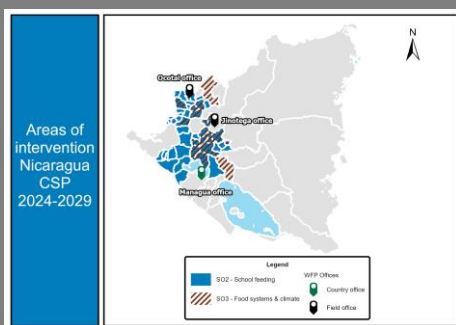 Areas of
intervention
Nicaragua
CSP
2024-2029
N
Ocotal office
Jinotega office
Managua office
Legend
SO2 - School feeding
SO3 - Food systems & climate
WFP Offices
Country office
Field office